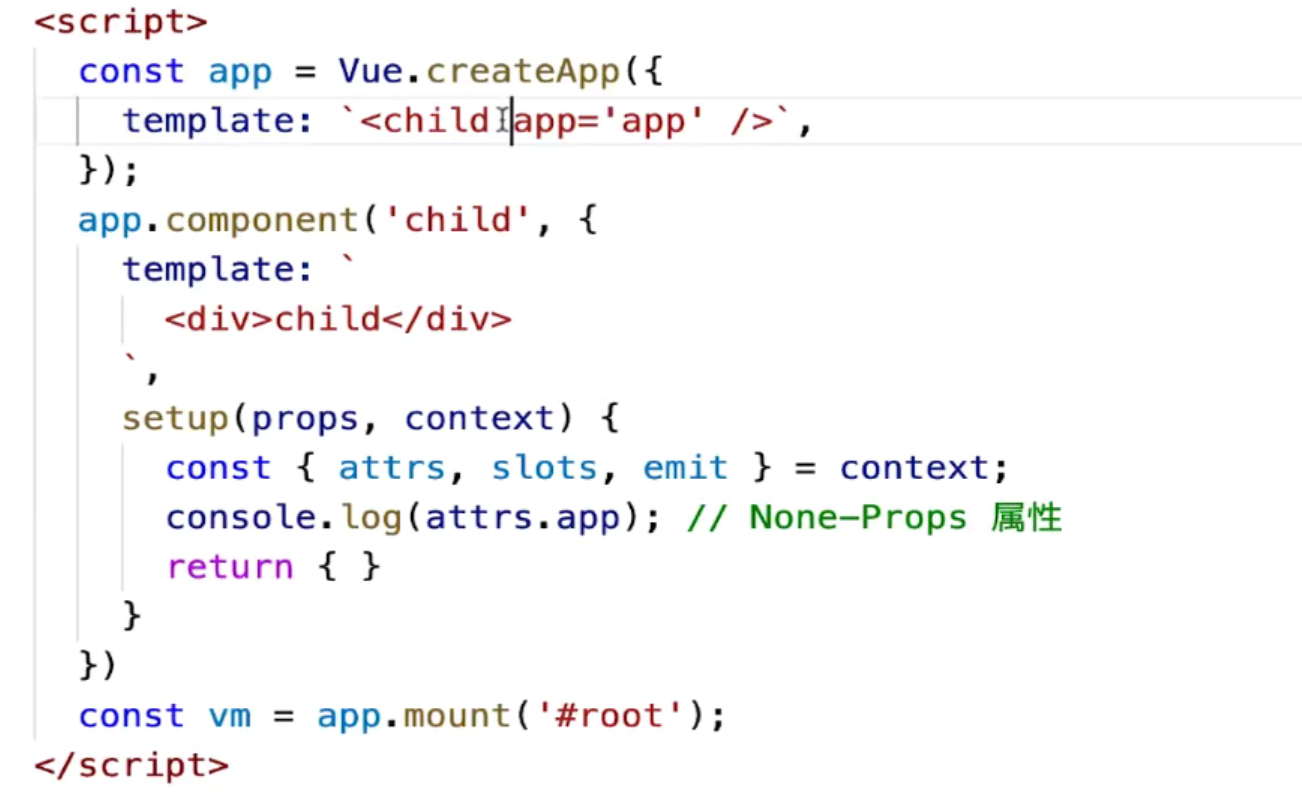 <script>
const app = Vue.createApp({
template: `<child app='app' />`,
});
app.component('child', {
template: `
<div>child</div>
`,
setup(props, context) {
const { attrs, slots, emit } = context;
console.log(attrs.app); // None-Props 属性
return { }
}
})
const vm = app.mount('#root');
</script>